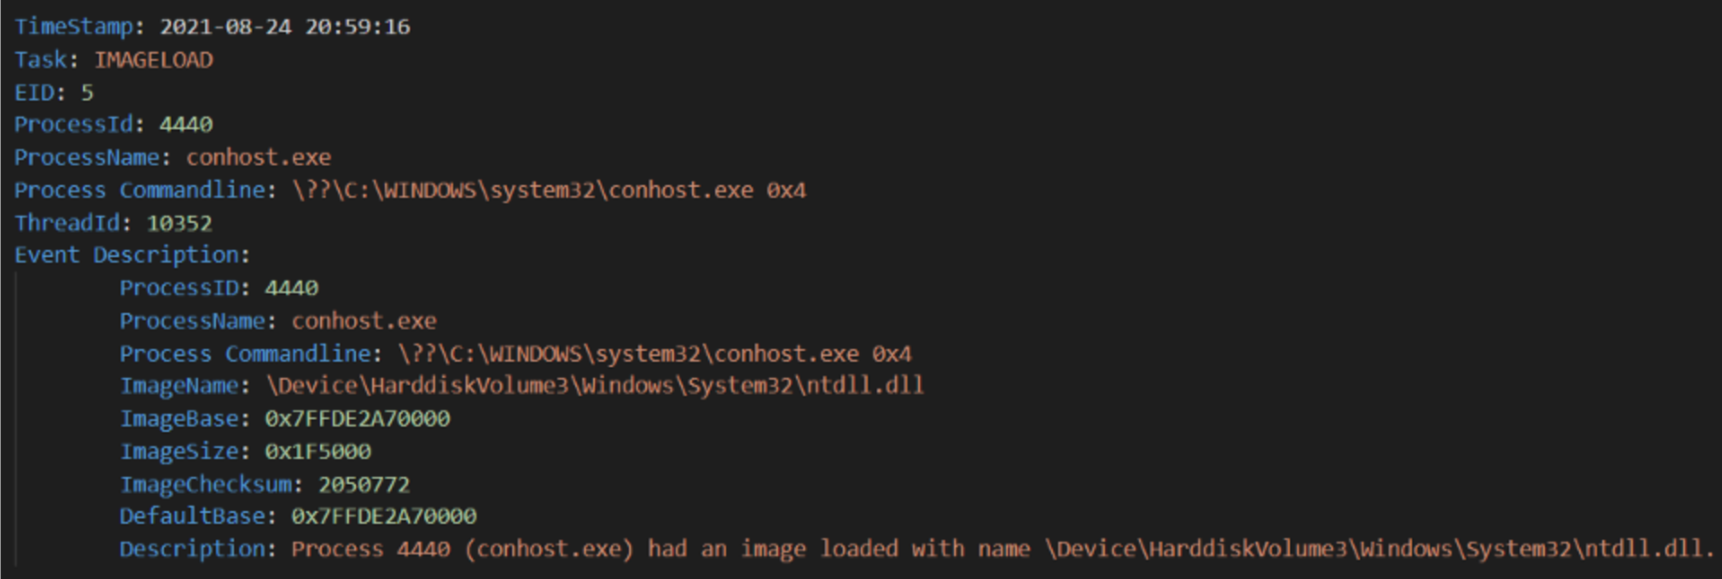 TimeStamp: 2021-08-24 20:59:16
Task: IMAGELOAD
EID: 5
ProcessId: 4440
ProcessName: conhost.exe
Process Commandline: \??\C:\WINDOWS\system32\conhost.exe 0x4
ThreadId: 10352
Event Description:
ProcessID: 4440
ProcessName: conhost.exe
Process Commandline: \??\C:\WINDOWS\system32\conhost.exe 0x4
ImageName: \Device\HarddiskVolume3\Windows\System32\ntdll.dll
ImageBase: 0x7FFDE2A70000
ImageSize: 0x1F5000
ImageChecksum: 2050772
DefaultBase: 0x7FFDE2A70000
Description: Process 4440 (conhost.exe) had an image loaded with name \Device\HarddiskVolume3\Windows\System32\ntdll.dll.